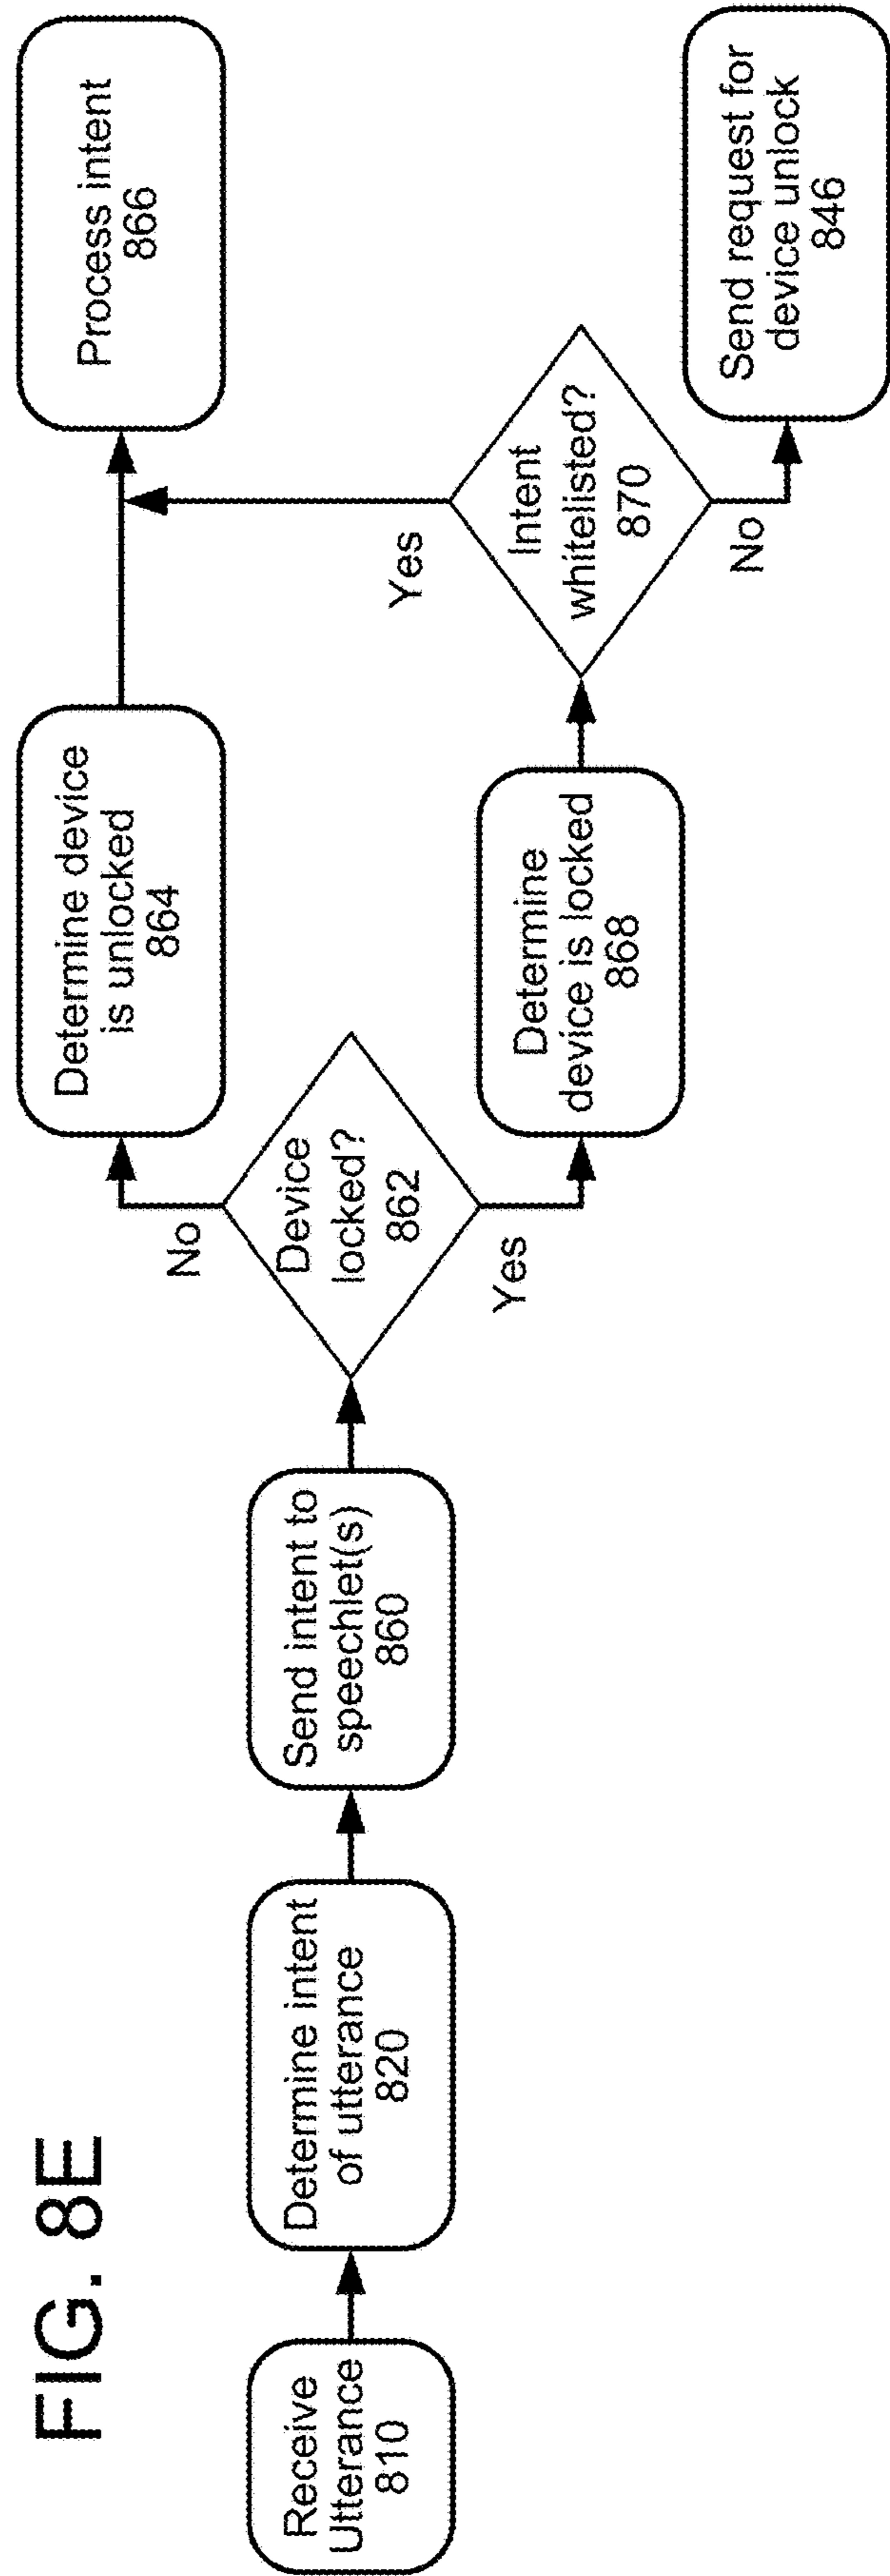 FIG. 8E
Receive
Utterance
810
Determine intent
of utterance
820
Send intent to
speechlet(s)
860
Device
locked?
862
No
Yes
Determine device
is unlocked
864
Determine
device is locked
868
Intent
whitelisted?
870
Yes
No
Process intent
866
Send request for
device unlock
846